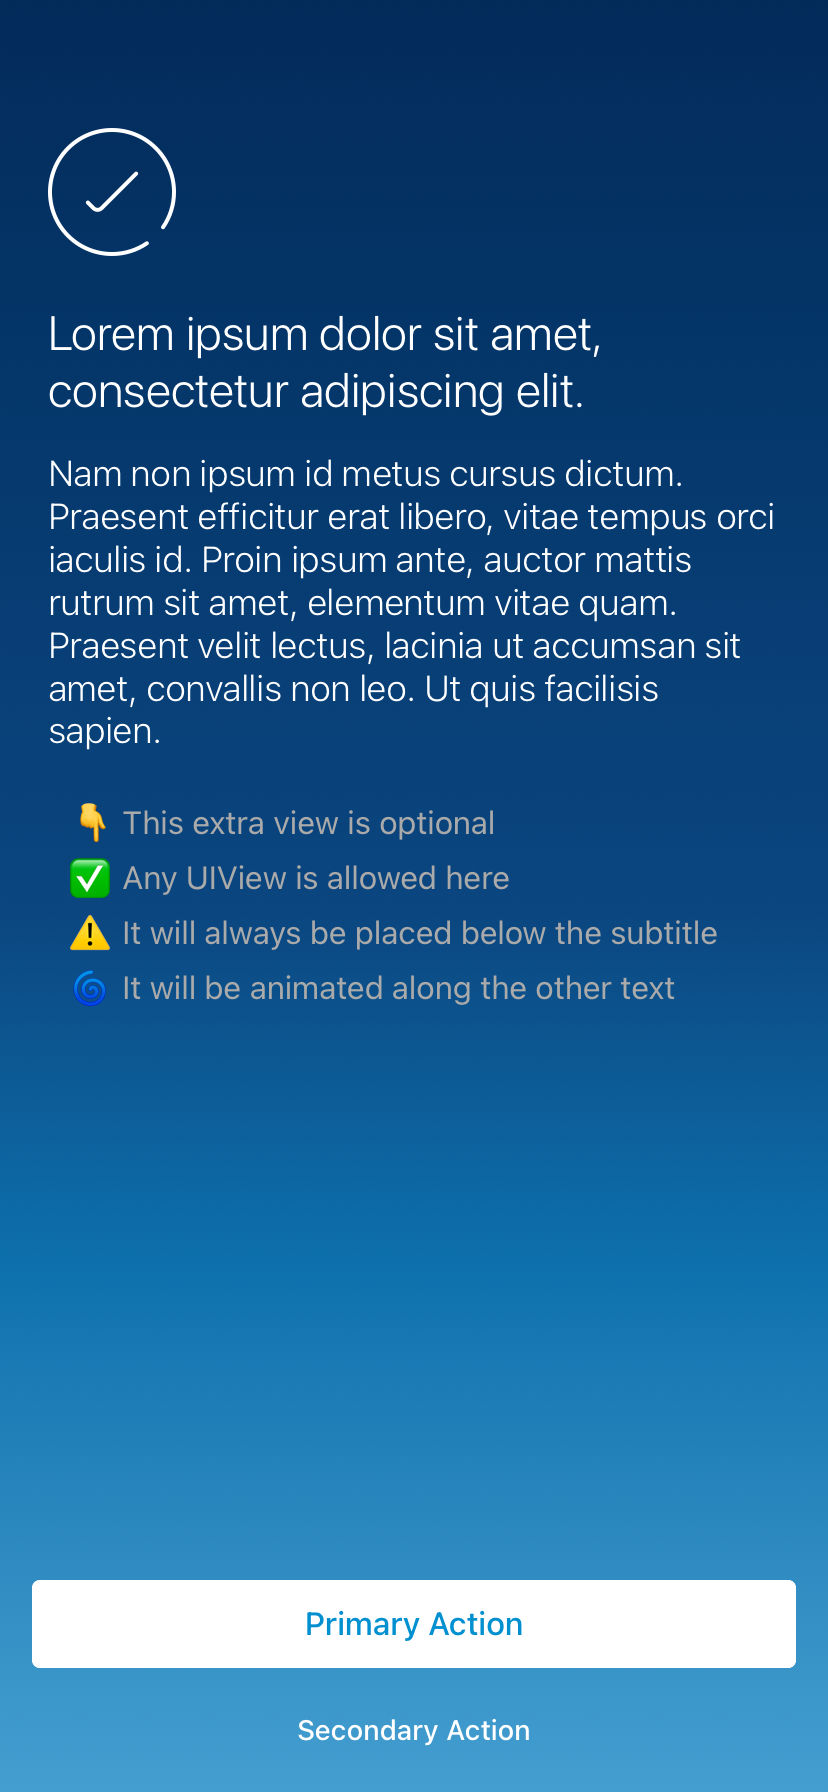 Lorem ipsum dolor sit amet,
consectetur adipiscing elit.
Nam non ipsum id metus cursus dictum.
Praesent efficitur erat libero, vitae tempus orci
iaculis id. Proin ipsum ante, auctor mattis
rutrum sit amet, elementum vitae quam.
Praesent velit lectus, lacinia ut accumsan sit
amet, convallis non leo. Ut quis facilisis
sapien.
👇 This extra view is optional
✅ Any UIView is allowed here
⚠️ It will always be placed below the subtitle
🌀 It will be animated along the other text
Primary Action
Secondary Action